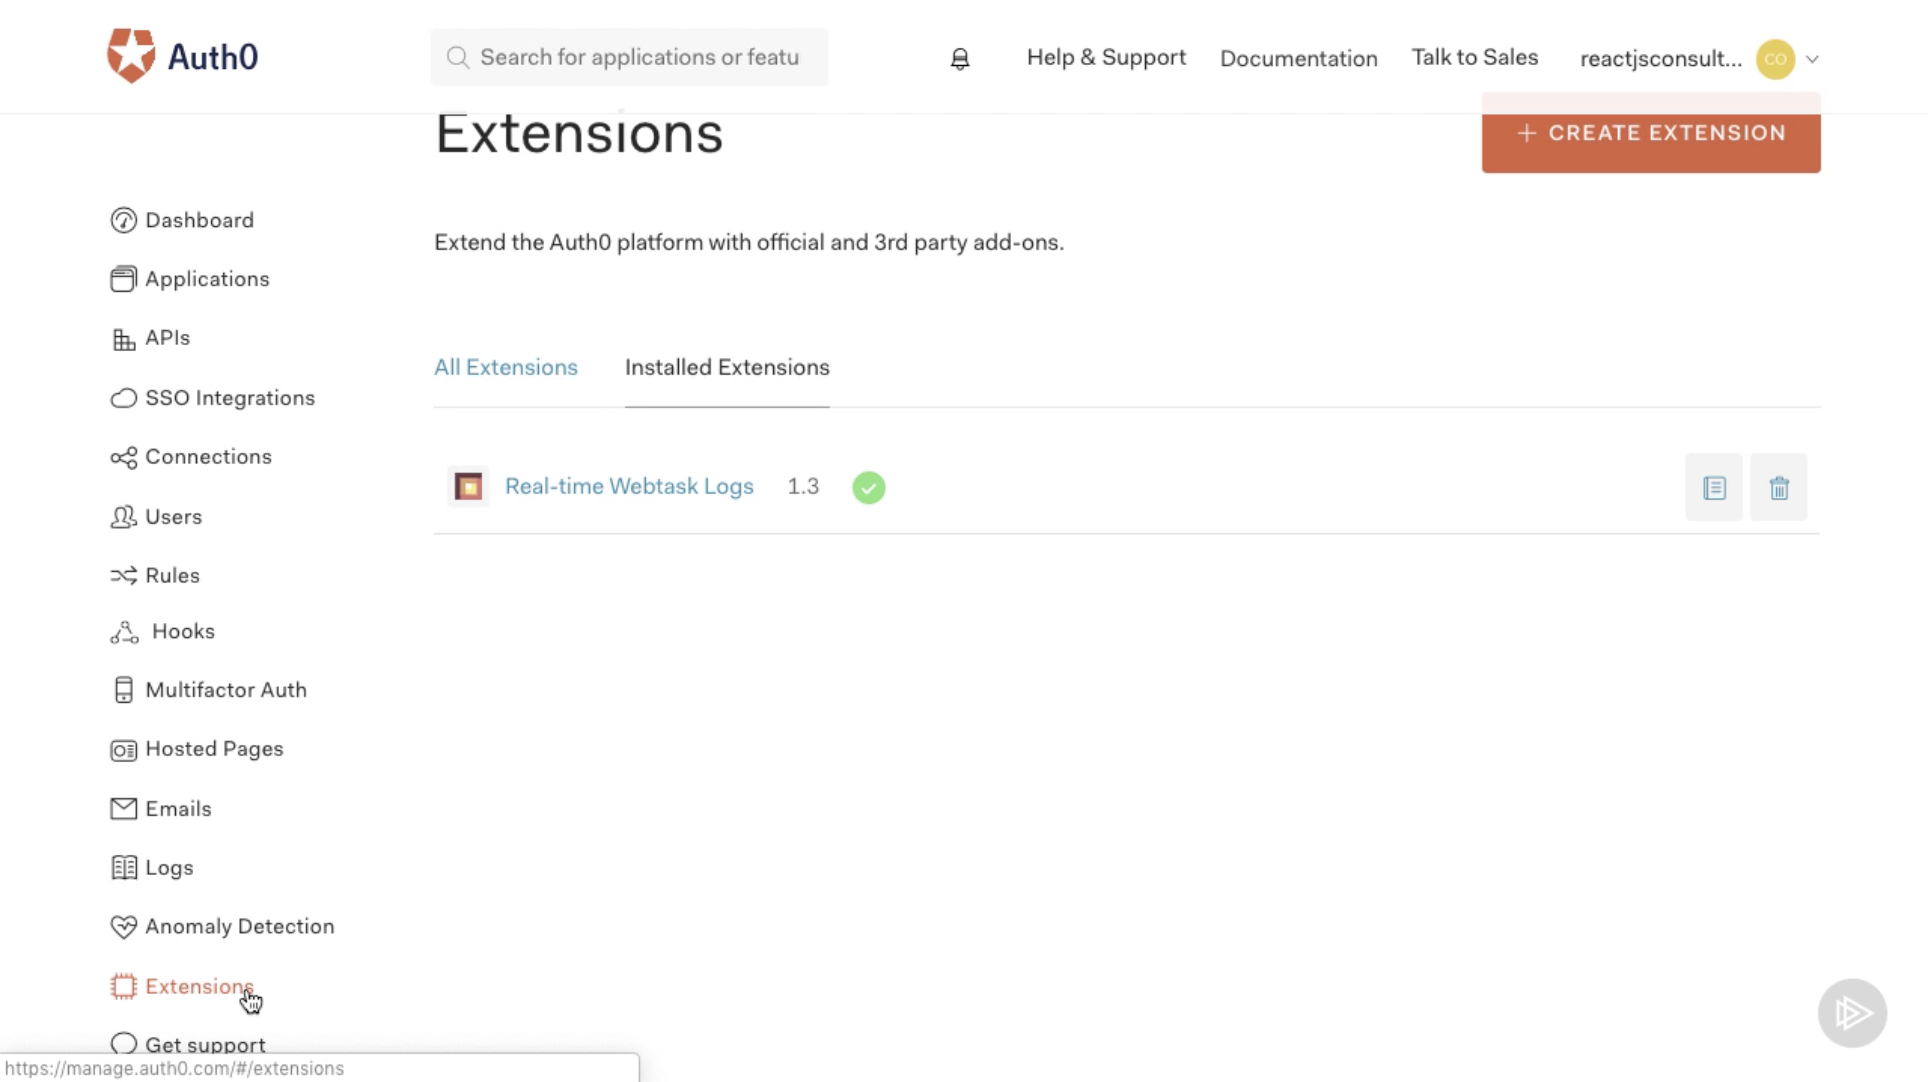 Auth0
Search for applications or featu
Help & Support
Documentation
Talk to Sales
reactjsconsult...
CO
Extensions
+ CREATE EXTENSION
Dashboard
Applications
APIs
SSO Integrations
Connections
Users
Rules
Hooks
Multifactor Auth
Hosted Pages
Emails
Logs
Anomaly Detection
Extensions
Get support
Extend the Auth0 platform with official and 3rd party add-ons.
All Extensions
Installed Extensions
Real-time Webtask Logs 1.3
https://manage.auth0.com/#/extensions